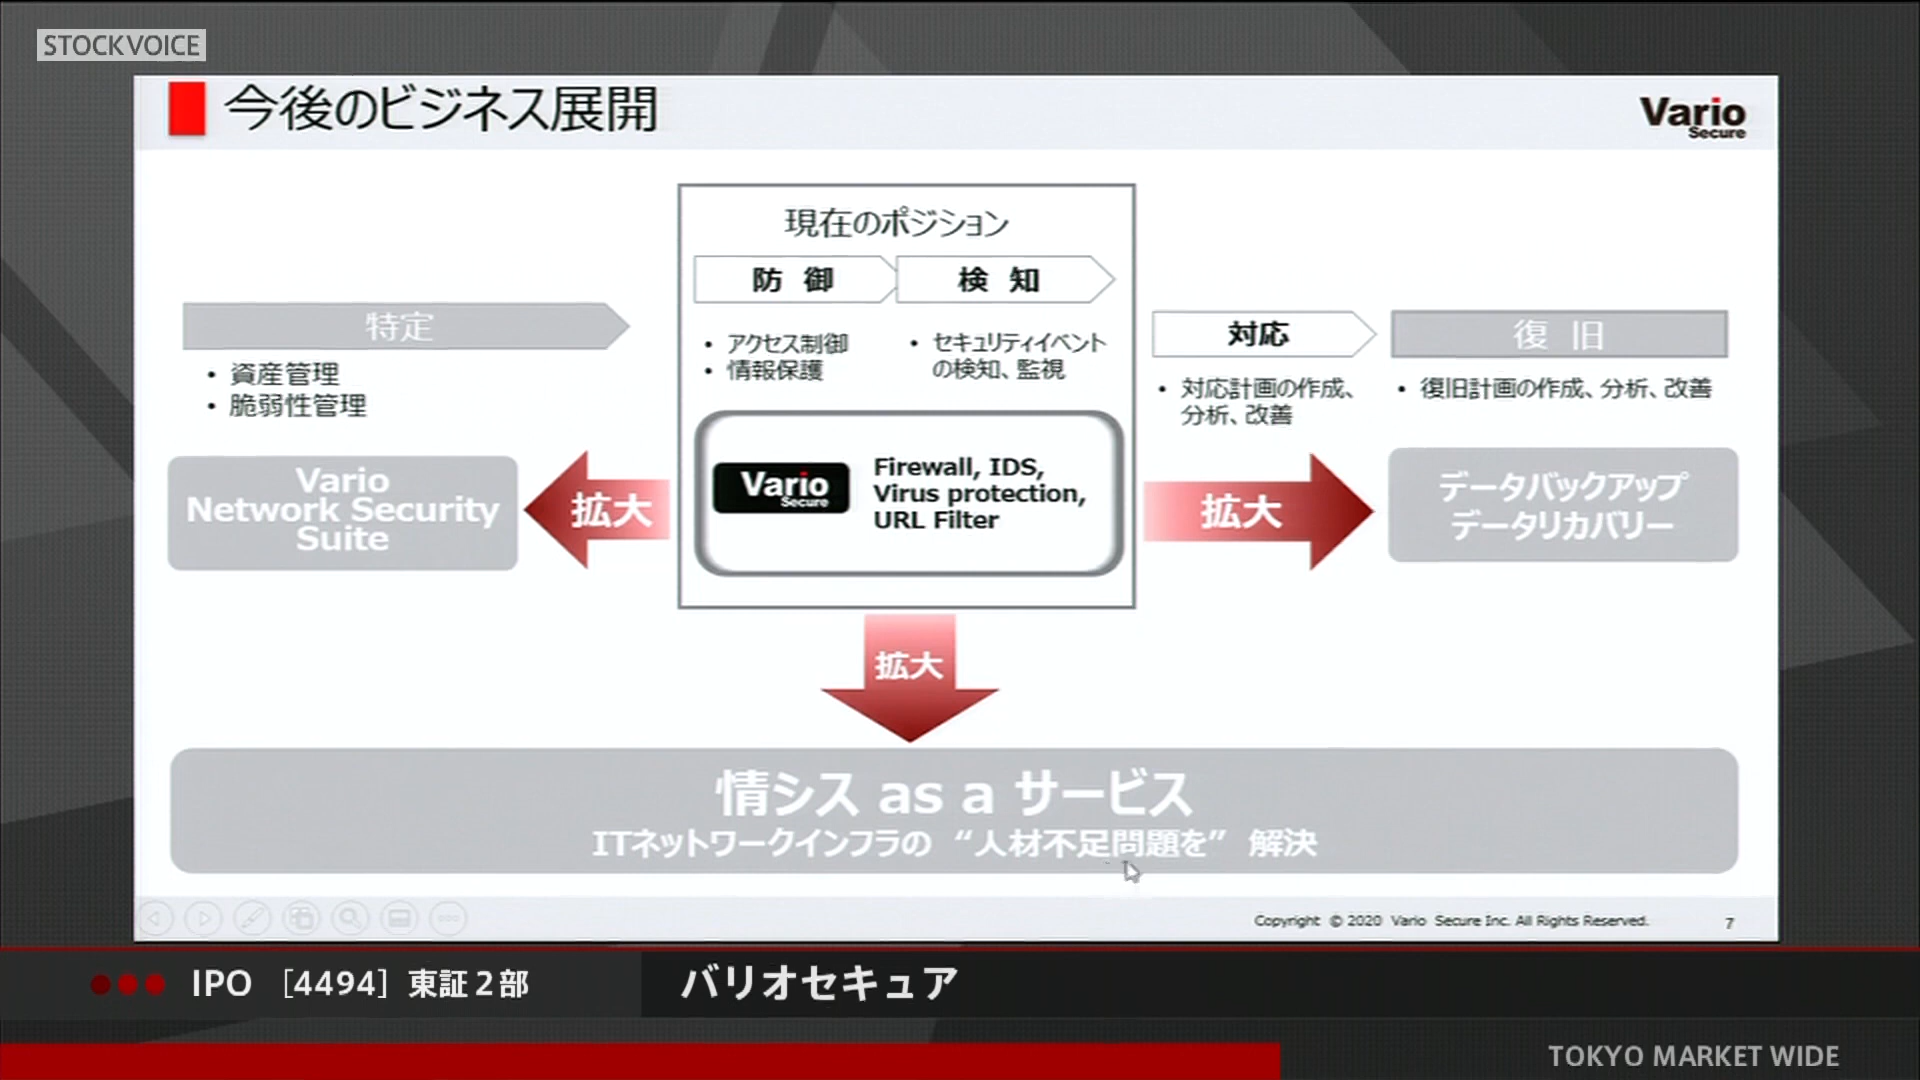 STOCKVOICE
今後のビジネス展開
Vario
Secure
現在のポジション
防 御
検 知
・ アクセス制御
・ 情報保護
・ セキュリティイベント
の検知、監視
特定
・ 資産管理
・ 脆弱性管理
対応
・ 対応計画の作成、
分析、改善
復 旧
・ 復旧計画の作成、分析、改善
Vario
Network Security
Suite
拡大
Vario
Secure
Firewall, IDS,
Virus protection,
URL Filter
拡大
データバックアップ
データリカバリー
拡大
情シス as a サービス
ITネットワークインフラの “人材不足問題を” 解決
Copyright © 2020 Vario Secure Inc. All Rights Reserved.
7
IPO [4494] 東証２部
バリオセキュア
TOKYO MARKET WIDE